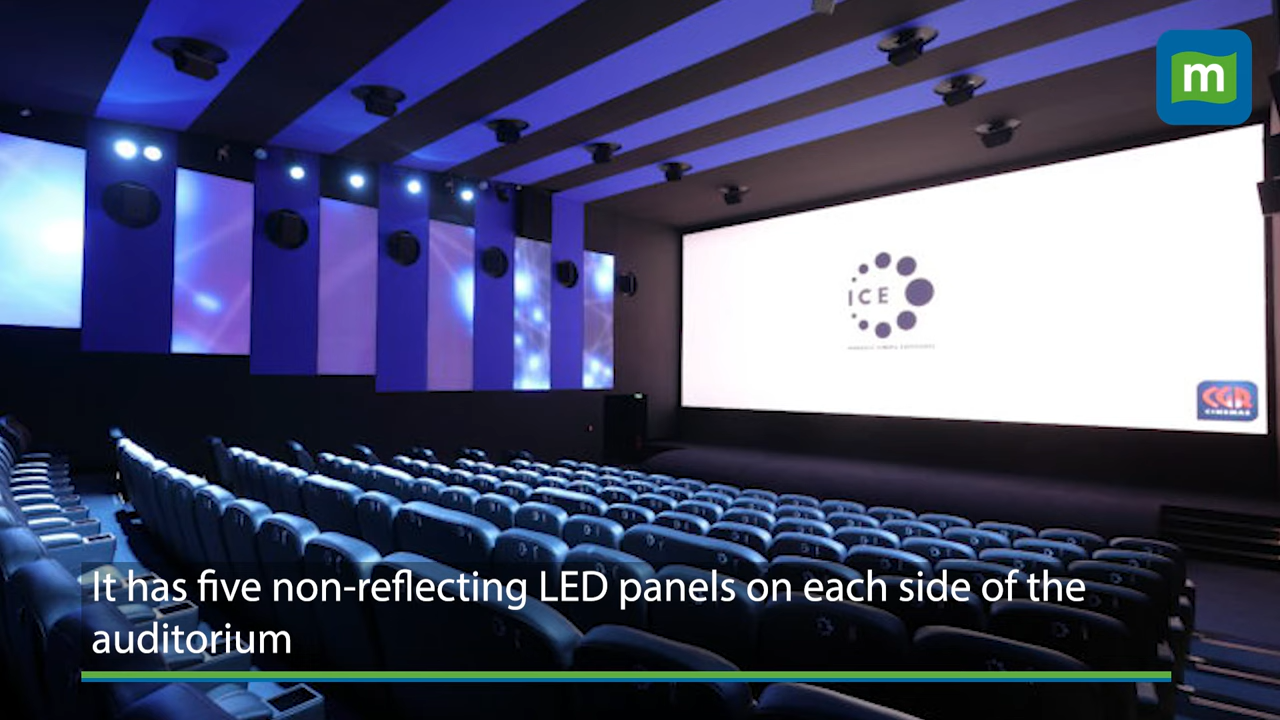 m
ICE
CGR
CINEMAS
It has five non-reflecting LED panels on each side of the
auditorium